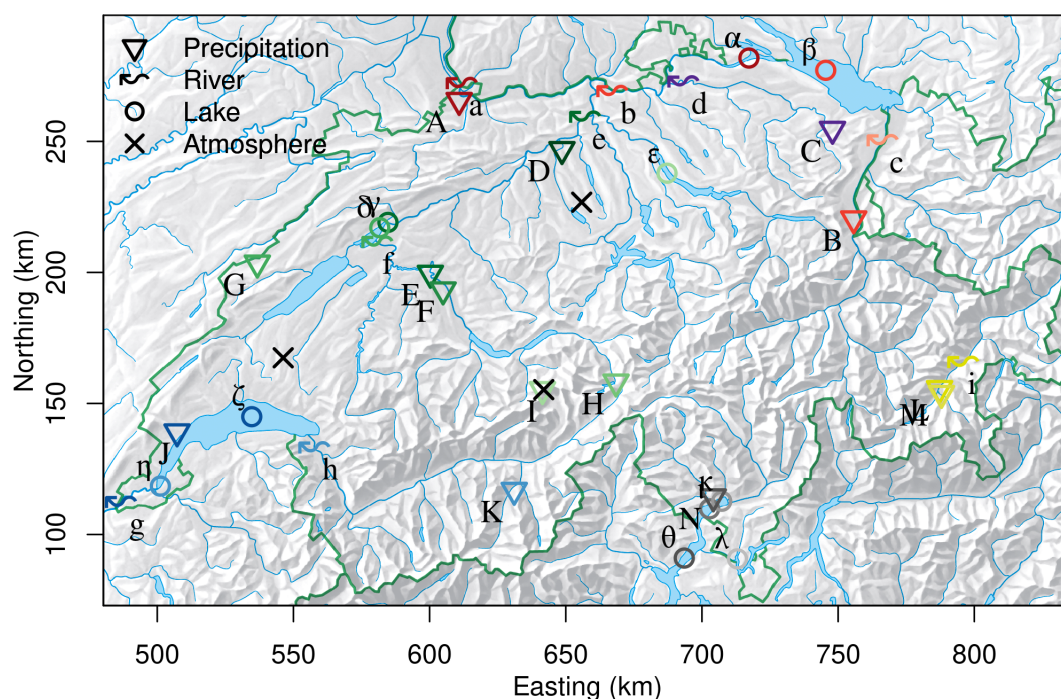 Precipitation
River
Lake
Atmosphere
α
β
A
a
b
d
e
D
ε
C
c
B
δγ
f
G
E
F
ζ
I
H
i
L
M
J
η
h
g
K
κ
N
λ
θ
250
200
150
100
Northing (km)
500
550
600
650
700
750
800
Easting (km)